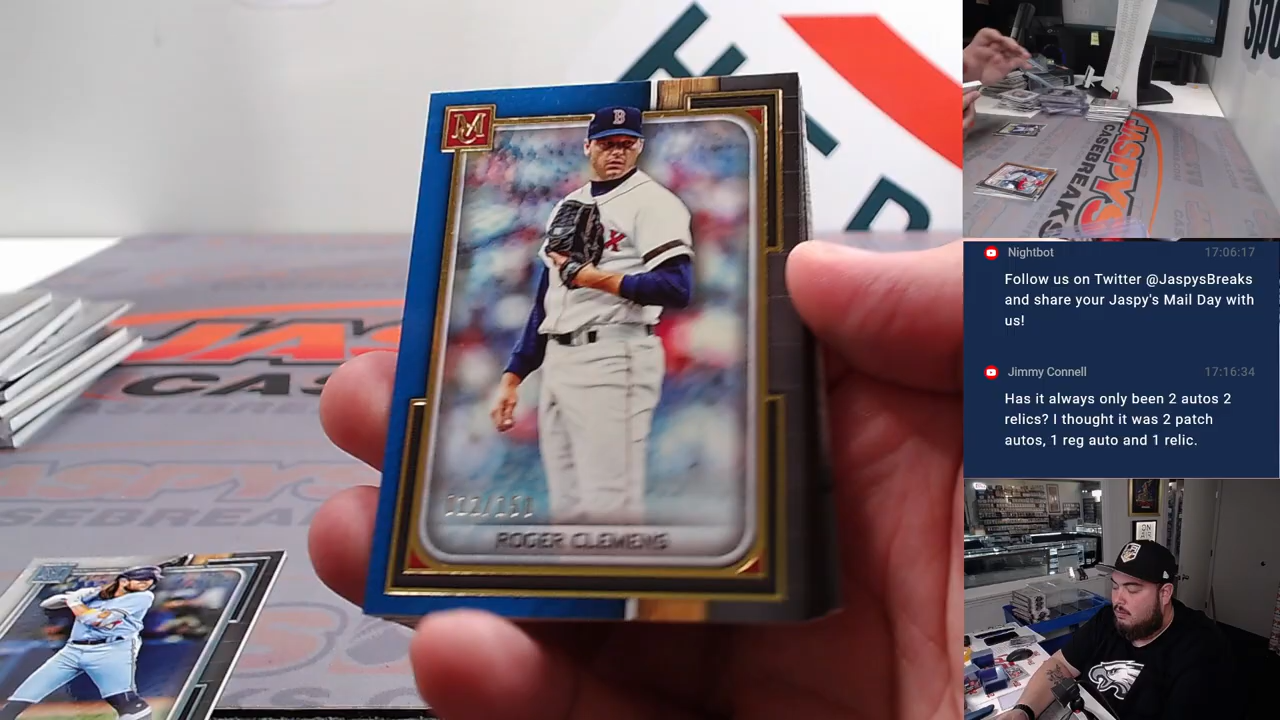 M
B
ROGER CLEMENS
JASPY'S
CASEBREAKS
Nightbot
17:06:17
Follow us on Twitter @JaspysBreaks
and share your Jaspy's Mail Day with
us!
Jimmy Connell
17:16:34
Has it always only been 2 autos 2
relics? I thought it was 2 patch
autos, 1 reg auto and 1 relic.